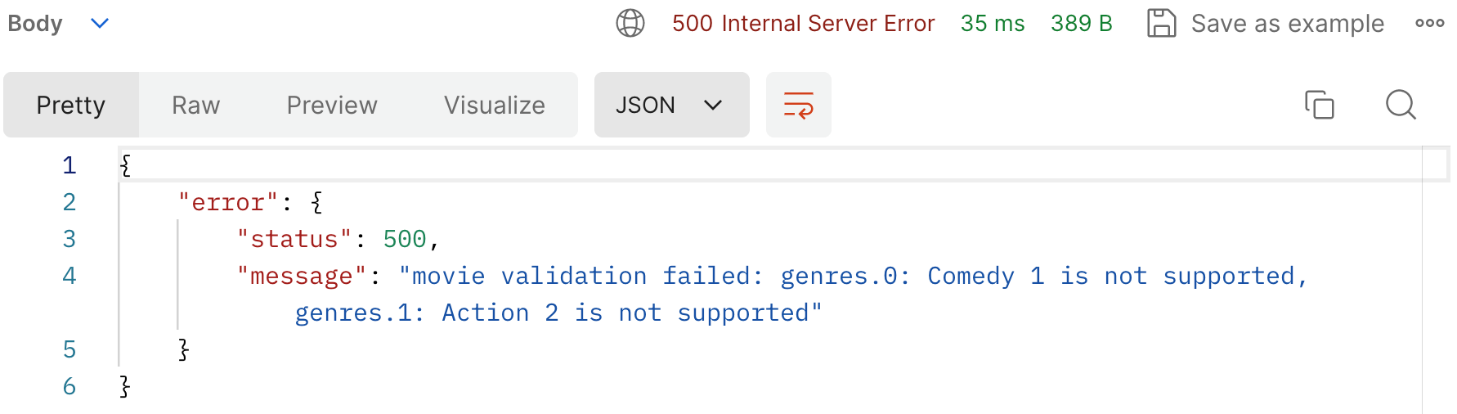 Body 500 Internal Server Error 35 ms 389 B Save as example
Pretty Raw Preview Visualize JSON
1 {
2 "error": {
3 "status": 500,
4 "message": "movie validation failed: genres.0: Comedy 1 is not supported,
genres.1: Action 2 is not supported"
5 }
6 }